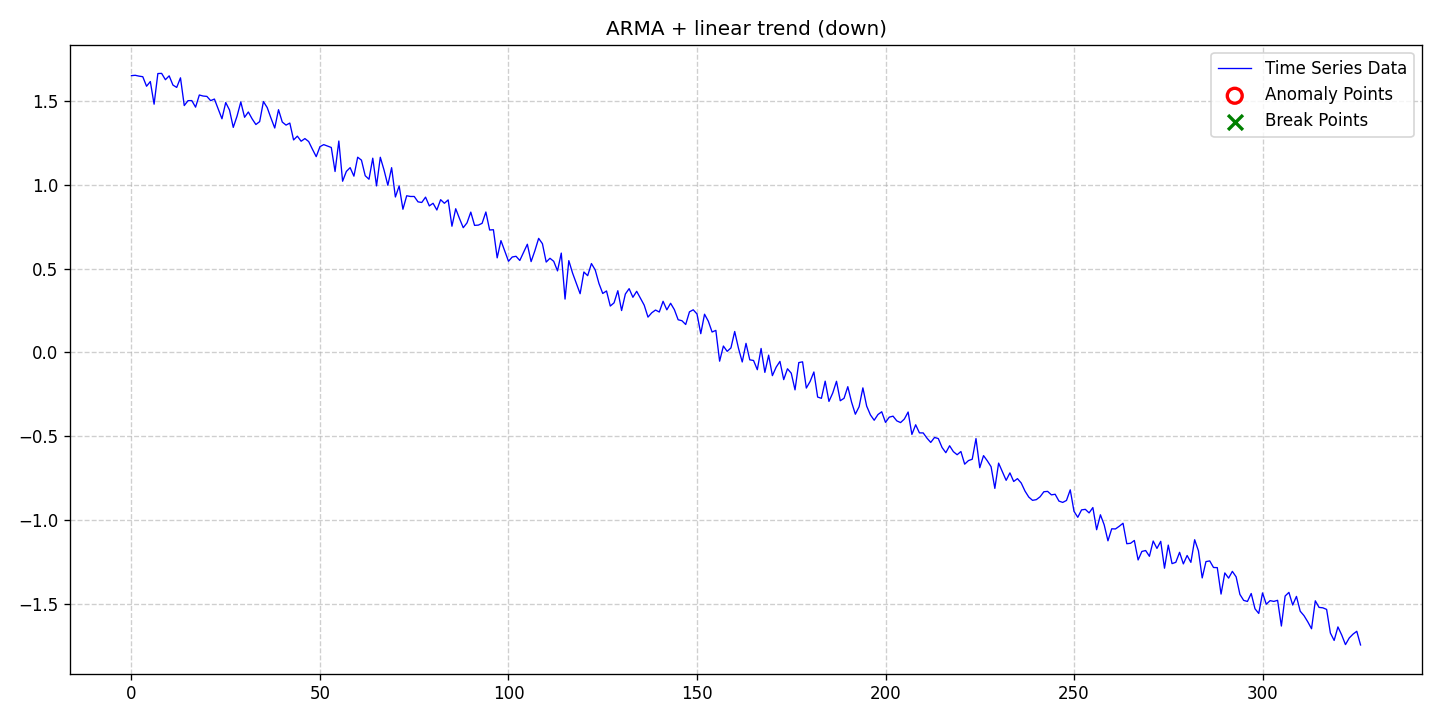 ARMA + linear trend (down)
Time Series Data
Anomaly Points
Break Points
1.5
1.0
0.5
0.0
−0.5
−1.0
−1.5
0 50 100 150 200 250 300